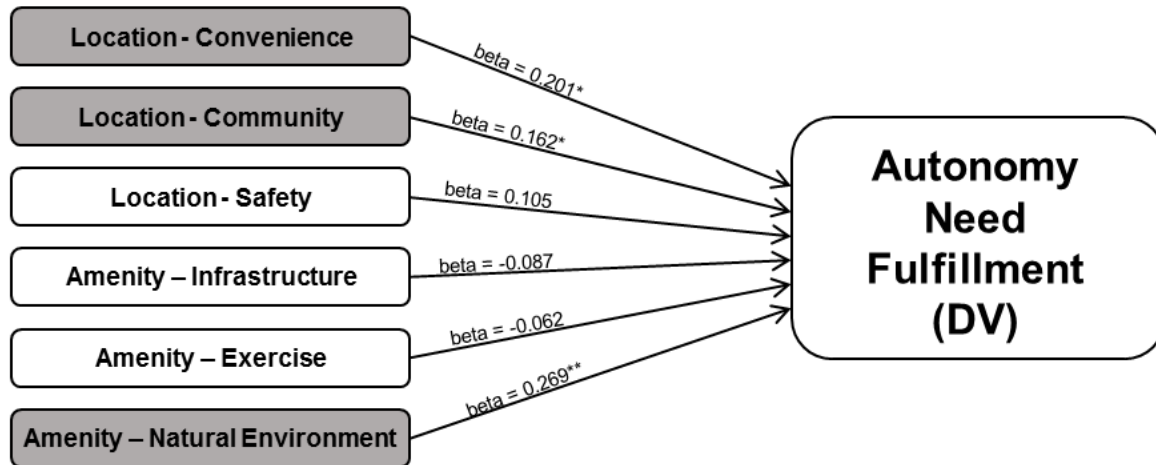 Location - Convenience
beta = 0.201*
Location - Community
beta = 0.162*
Location - Safety
beta = 0.105
Amenity – Infrastructure
beta = -0.087
Amenity – Exercise
beta = -0.062
Amenity – Natural Environment
beta = 0.269**
Autonomy
Need
Fulfillment
(DV)